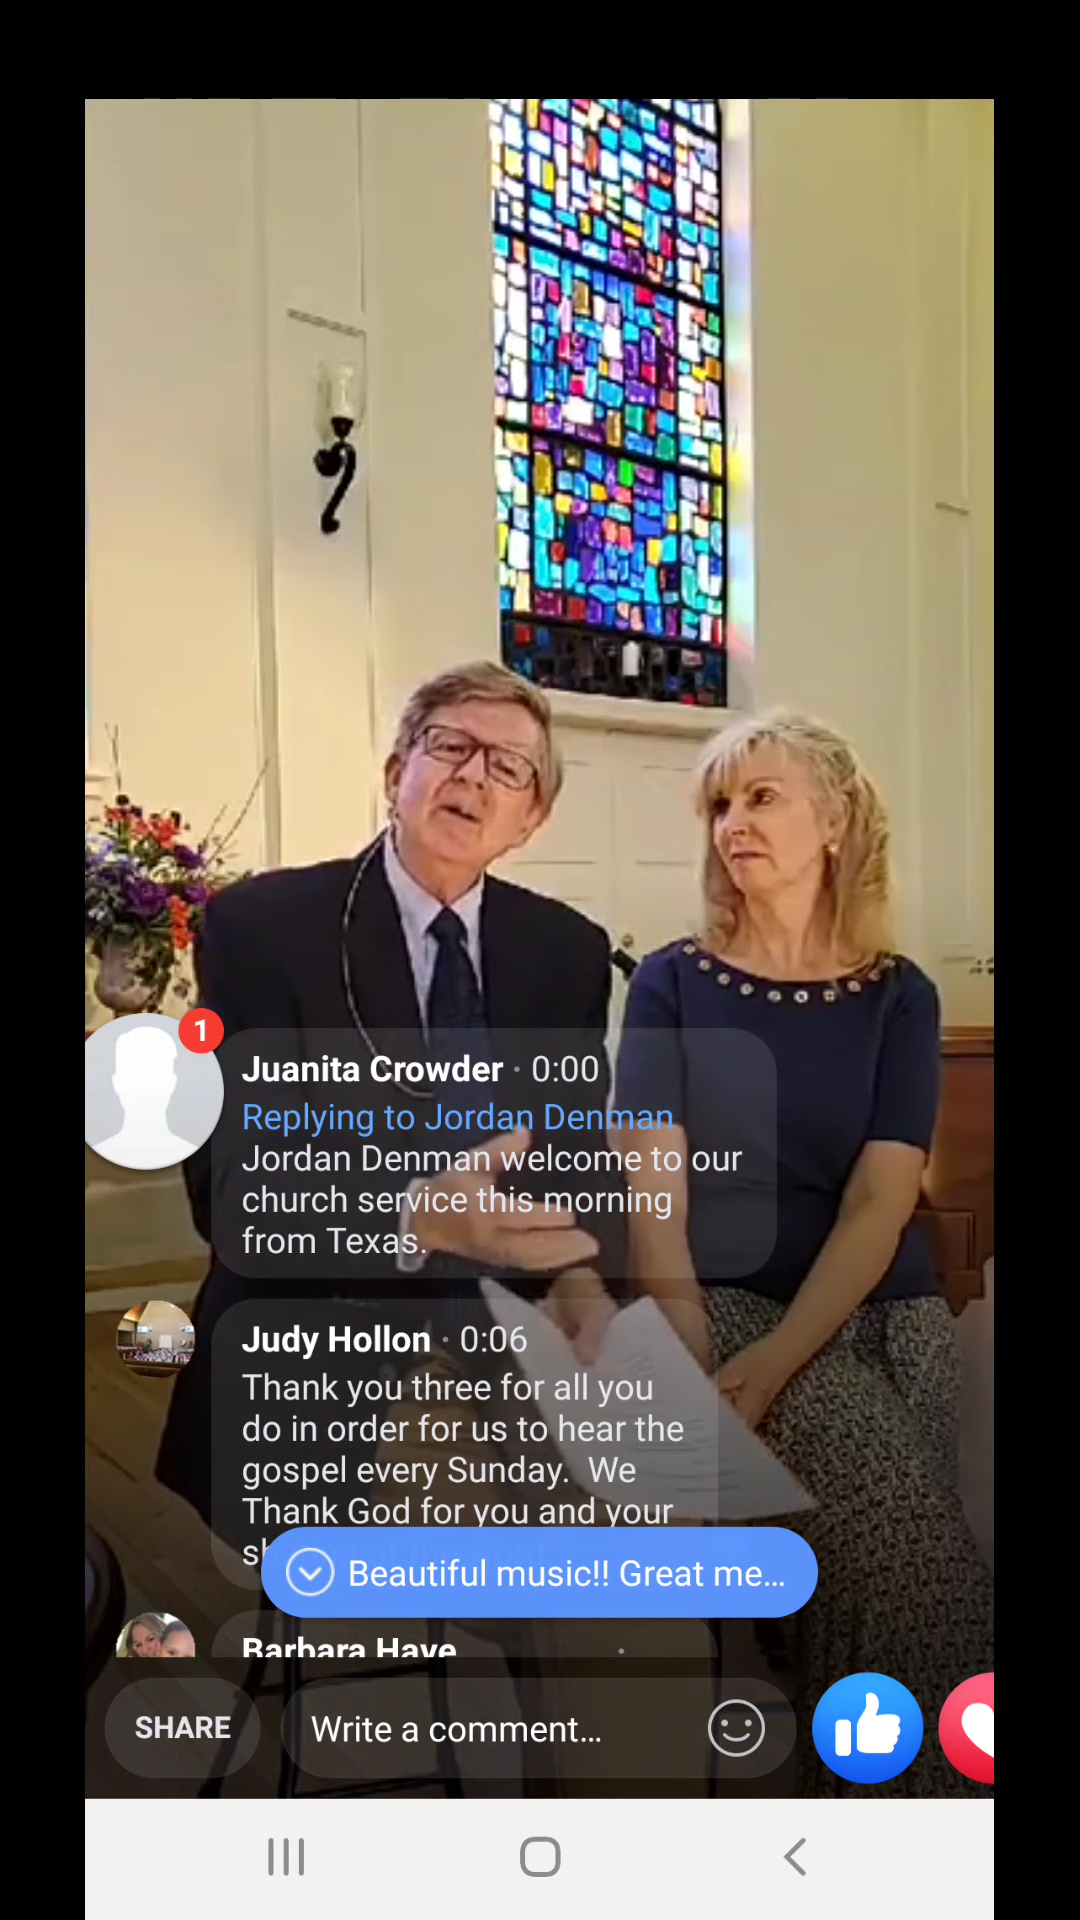 1
Juanita Crowder · 0:00
Replying to Jordan Denman
Jordan Denman welcome to our
church service this morning
from Texas.
Judy Hollon · 0:06
Thank you three for all you
do in order for us to hear the
gospel every Sunday.  We
Thank God for you and your
Beautiful music!! Great me...
Barbara Haye
SHARE
Write a comment...